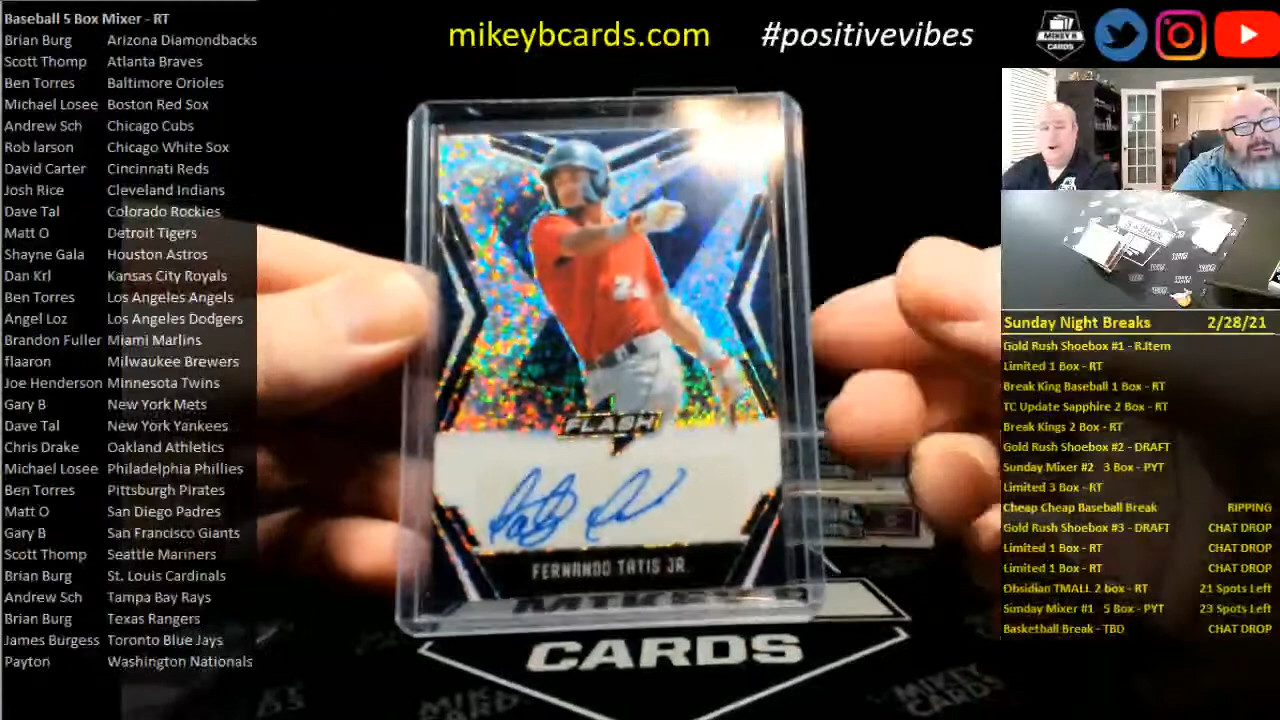 Baseball 5 Box Mixer - RT
Brian Burg Arizona Diamondbacks
Scott Thomp Atlanta Braves
Ben Torres Baltimore Orioles
Michael Losee Boston Red Sox
Andrew Sch Chicago Cubs
Rob larson Chicago White Sox
David Carter Cincinnati Reds
Josh Rice Cleveland Indians
Dave Tal Colorado Rockies
Matt O Detroit Tigers
Shayne Gala Houston Astros
Dan Krl Kansas City Royals
Ben Torres Los Angeles Angels
Angel Loz Los Angeles Dodgers
Brandon Fuller Miami Marlins
flaaron Milwaukee Brewers
Joe Henderson Minnesota Twins
Gary B New York Mets
Dave Tal New York Yankees
Chris Drake Oakland Athletics
Michael Losee Philadelphia Phillies
Ben Torres Pittsburgh Pirates
Matt O San Diego Padres
Gary B San Francisco Giants
Scott Thomp Seattle Mariners
Brian Burg St. Louis Cardinals
Andrew Sch Tampa Bay Rays
Brian Burg Texas Rangers
James Burgess Toronto Blue Jays
Payton Washington Nationals
mikeybcards.com #positivevibes
MIKEY B
CARDS
24
FLASH
FERNANDO TATIS JR.
MIKEY B
CARDS
Sunday Night Breaks 2/28/21
Gold Rush Shoebox #1 - R.Item
Limited 1 Box - RT
Break King Baseball 1 Box - RT
TC Update Sapphire 2 Box - RT
Break Kings 2 Box - RT
Gold Rush Shoebox #2 - DRAFT
Sunday Mixer #2 3 Box - PYT
Limited 3 Box - RT
Cheap Cheap Baseball Break RIPPING
Gold Rush Shoebox #3 - DRAFT CHAT DROP
Limited 1 Box - RT CHAT DROP
Limited 1 Box - RT CHAT DROP
Obsidian TMALL 2 box - RT 21 Spots Left
Sunday Mixer #1 5 Box - PYT 23 Spots Left
Basketball Break - TBD CHAT DROP